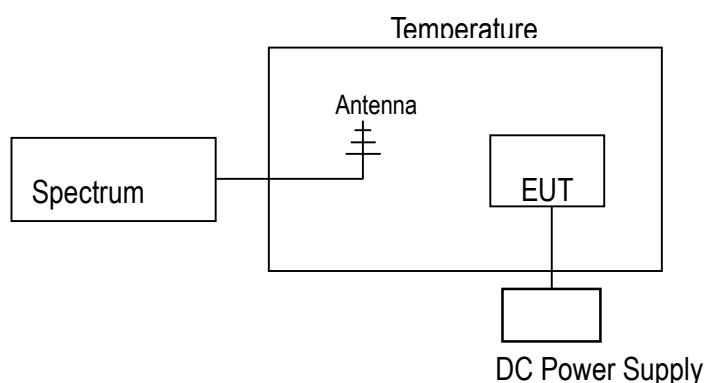 Temperature
Antenna
Spectrum
EUT
DC Power Supply